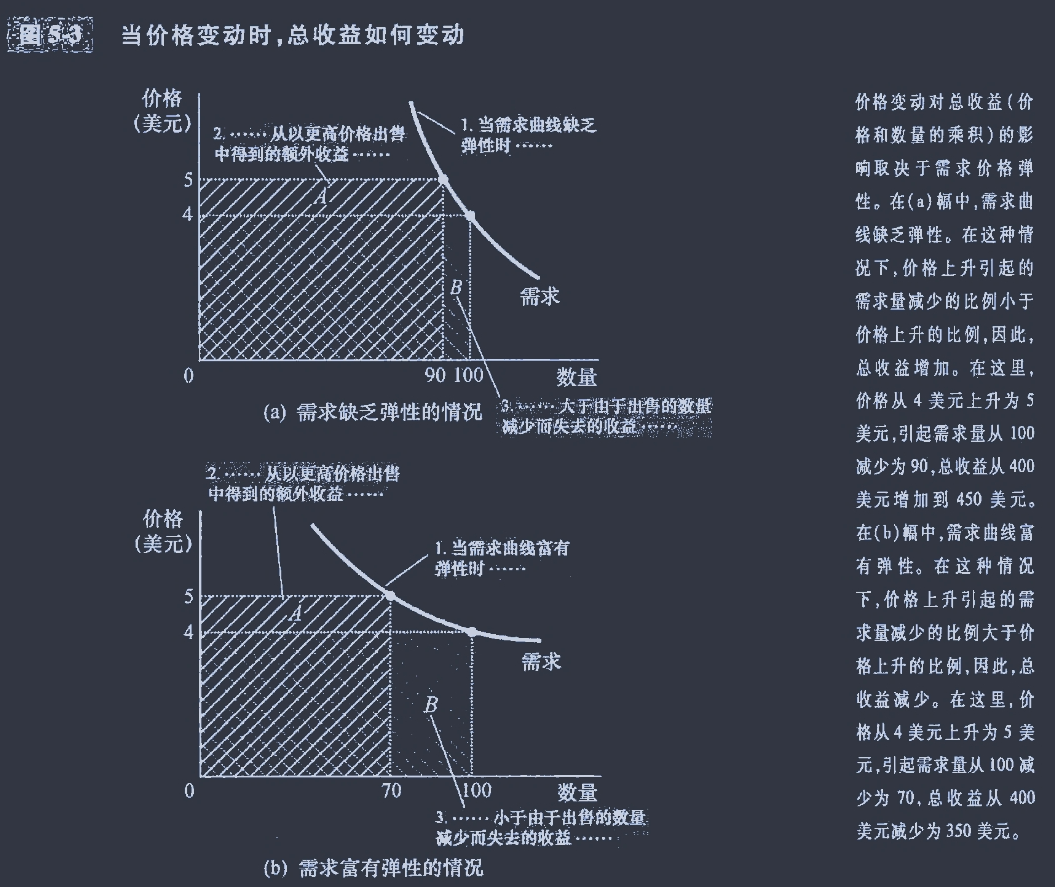 图5-3 当价格变动时,总收益如何变动
价格
(美元)
2. ······ 从以更高价格出售
中得到的额外收益 ······
1. 当需求曲线缺乏
弹性时 ······
5
A
4
B
需求
0
90 100
数量
(a) 需求缺乏弹性的情况
3. ······ 大于由于出售的数量
减少而失去的收益 ······
2. ······ 从以更高价格出售
中得到的额外收益 ······
价格
(美元)
1. 当需求曲线富有
弹性时 ······
5
A
4
需求
B
0
70
100
数量
3. ······ 小于由于出售的数量
减少而失去的收益 ······
(b) 需求富有弹性的情况
价格变动对总收益(价
格和数量的乘积)的影
响取决于需求价格弹
性。在(a)幅中,需求曲
线缺乏弹性。在这种情
况下,价格上升引起的
需求量减少的比例小于
价格上升的比例,因此,
总收益增加。在这里,
价格从 4 美元上升为 5
美元,引起需求量从 100
减少为 90,总收益从 400
美元增加到 450 美元。
在(b)幅中,需求曲线富
有弹性。在这种情况
下,价格上升引起的需
求量减少的比例大于价
格上升的比例,因此,总
收益减少。在这里,价
格从 4 美元上升为 5 美
元,引起需求量从 100 减
少为 70,总收益从 400
美元减少为 350 美元。